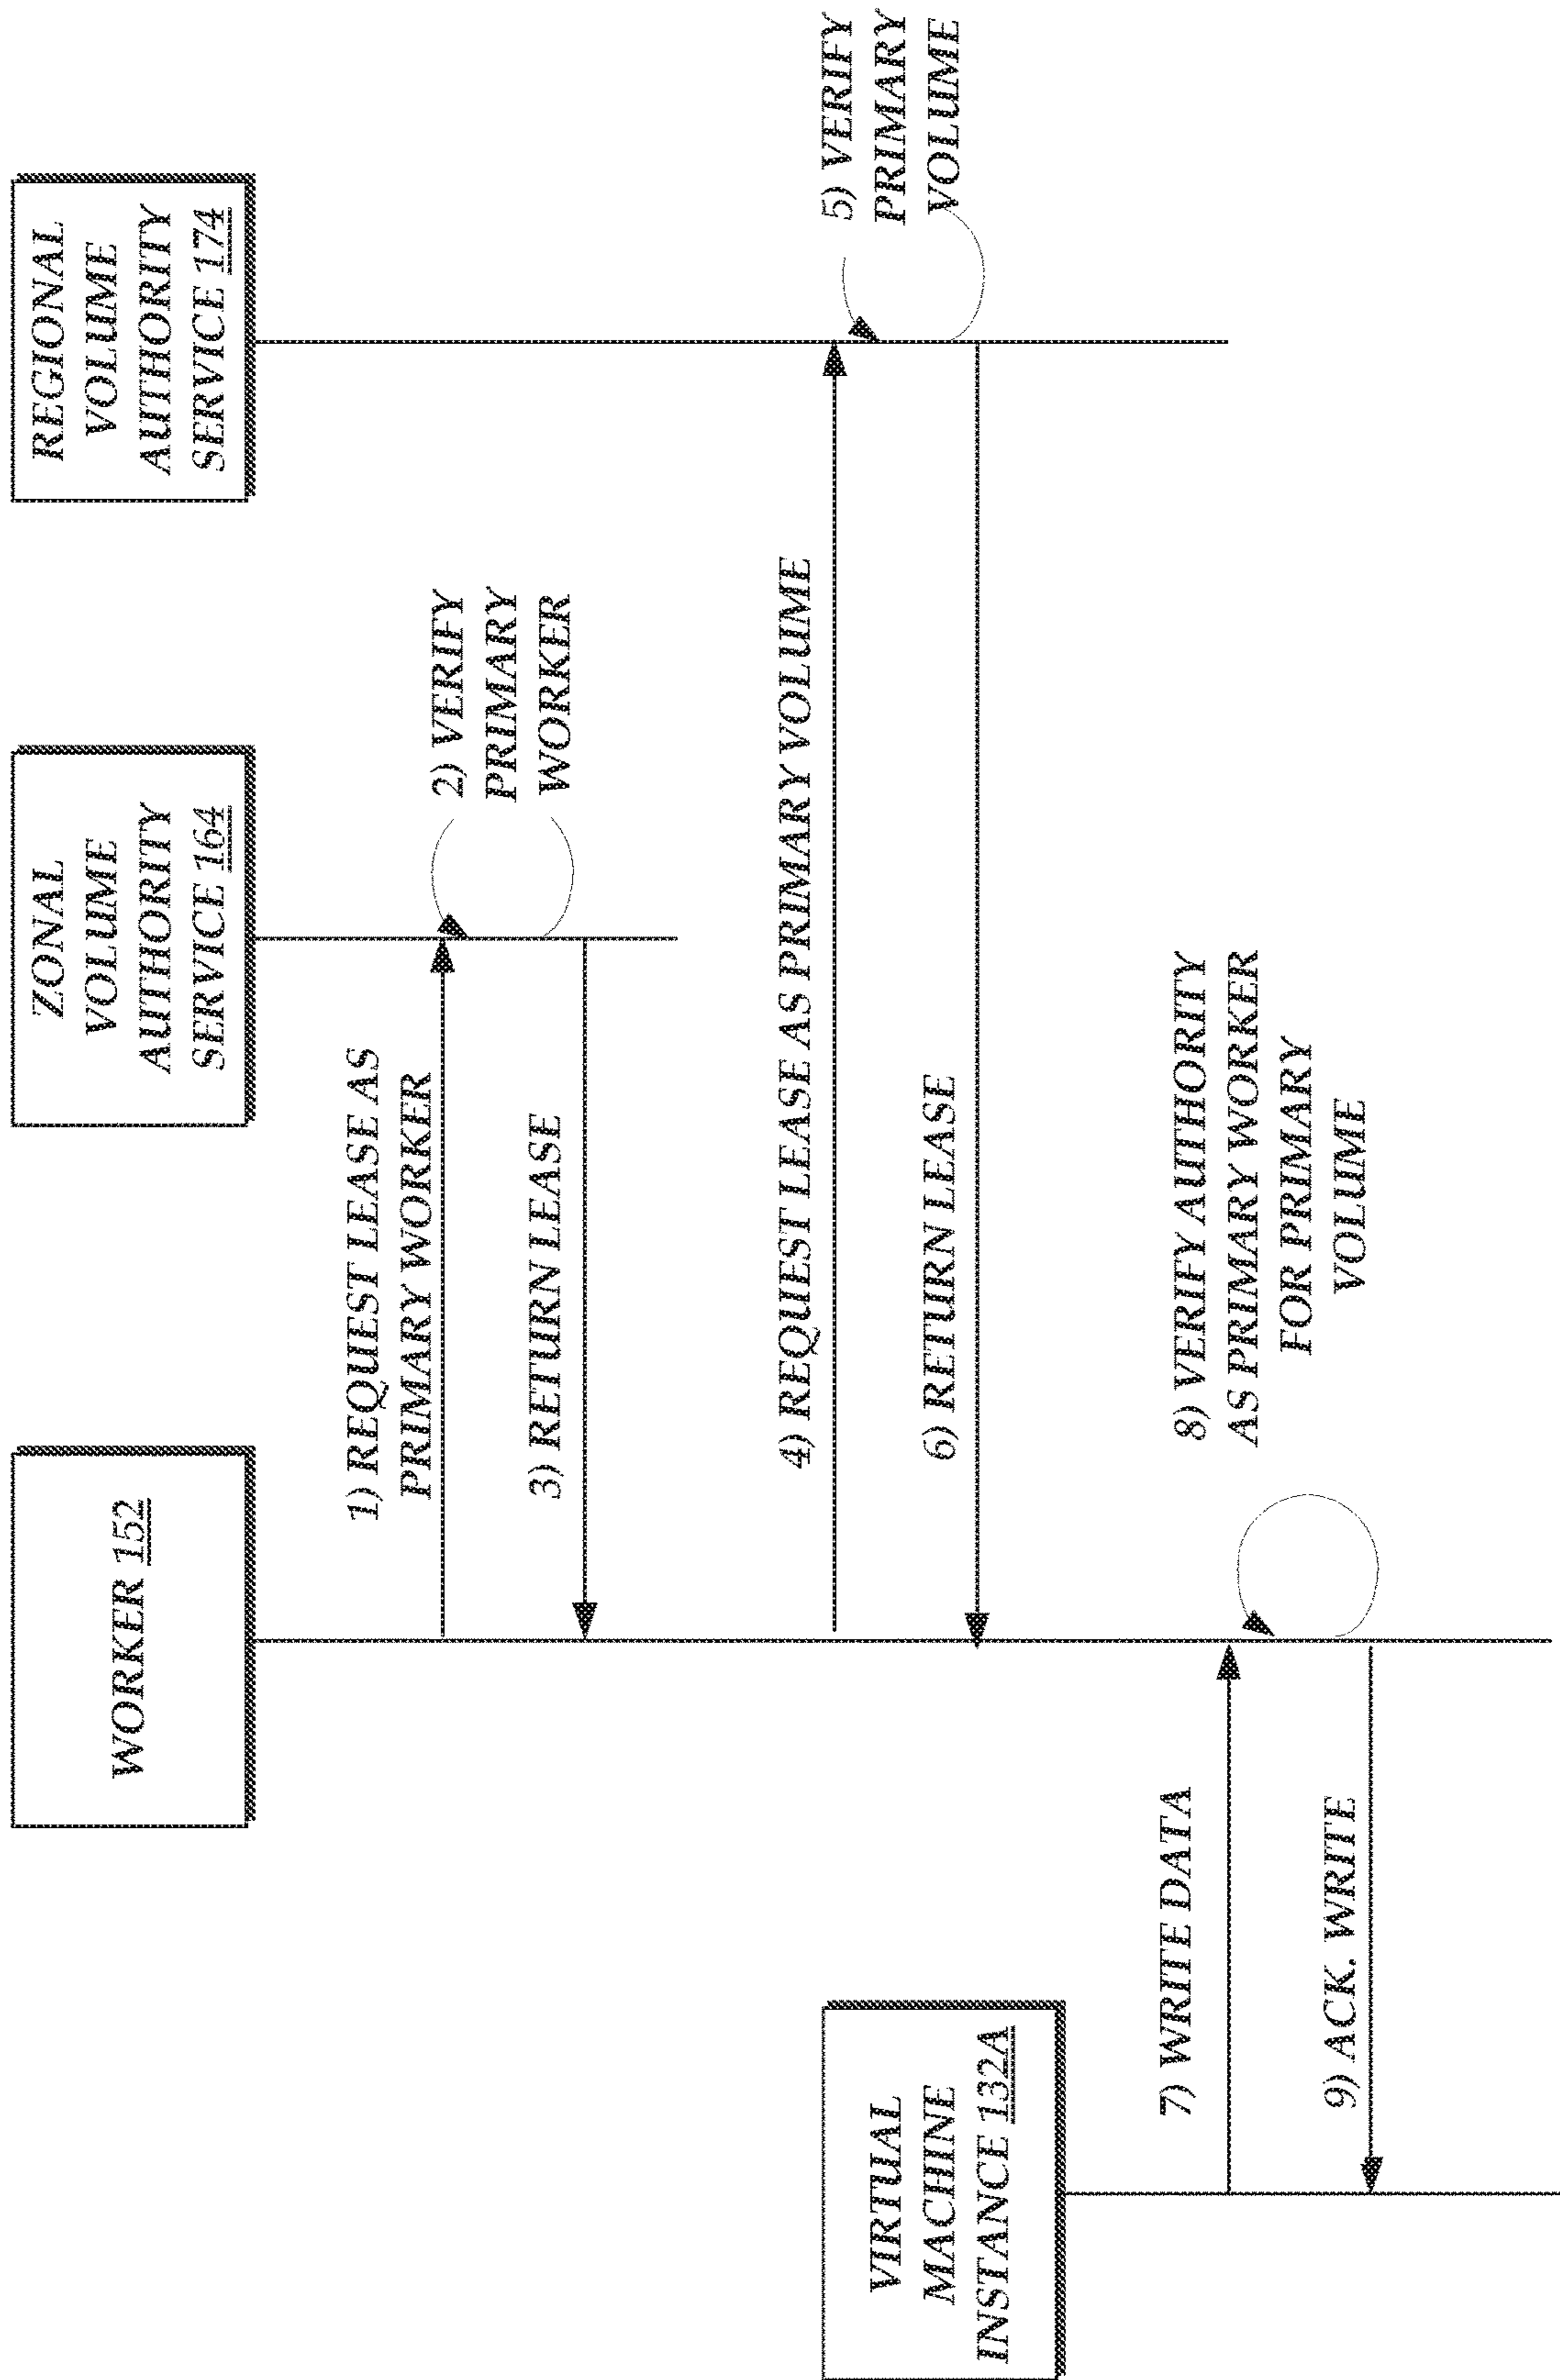 WORKER 152
ZONAL
VOLUME
AUTHORITY
SERVICE 164
REGIONAL
VOLUME
AUTHORITY
SERVICE 174
1) REQUEST LEASE AS
PRIMARY WORKER
2) VERIFY
PRIMARY
WORKER
3) RETURN LEASE
4) REQUEST LEASE AS PRIMARY VOLUME
5) VERIFY
PRIMARY
VOLUME
6) RETURN LEASE
VIRTUAL
MACHINE
INSTANCE 132A
7) WRITE DATA
8) VERIFY AUTHORITY
AS PRIMARY WORKER
FOR PRIMARY
VOLUME
9) ACK. WRITE